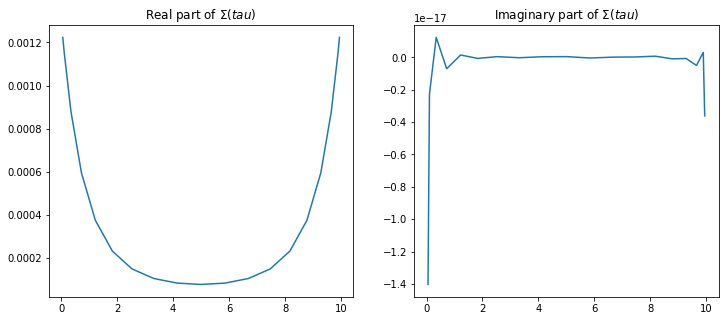 Real part of Σ(tau)
0.0012
0.0010
0.0008
0.0006
0.0004
0.0002
0 2 4 6 8 10
Imaginary part of Σ(tau)
1e−17
0.0
−0.2
−0.4
−0.6
−0.8
−1.0
−1.2
−1.4
0 2 4 6 8 10